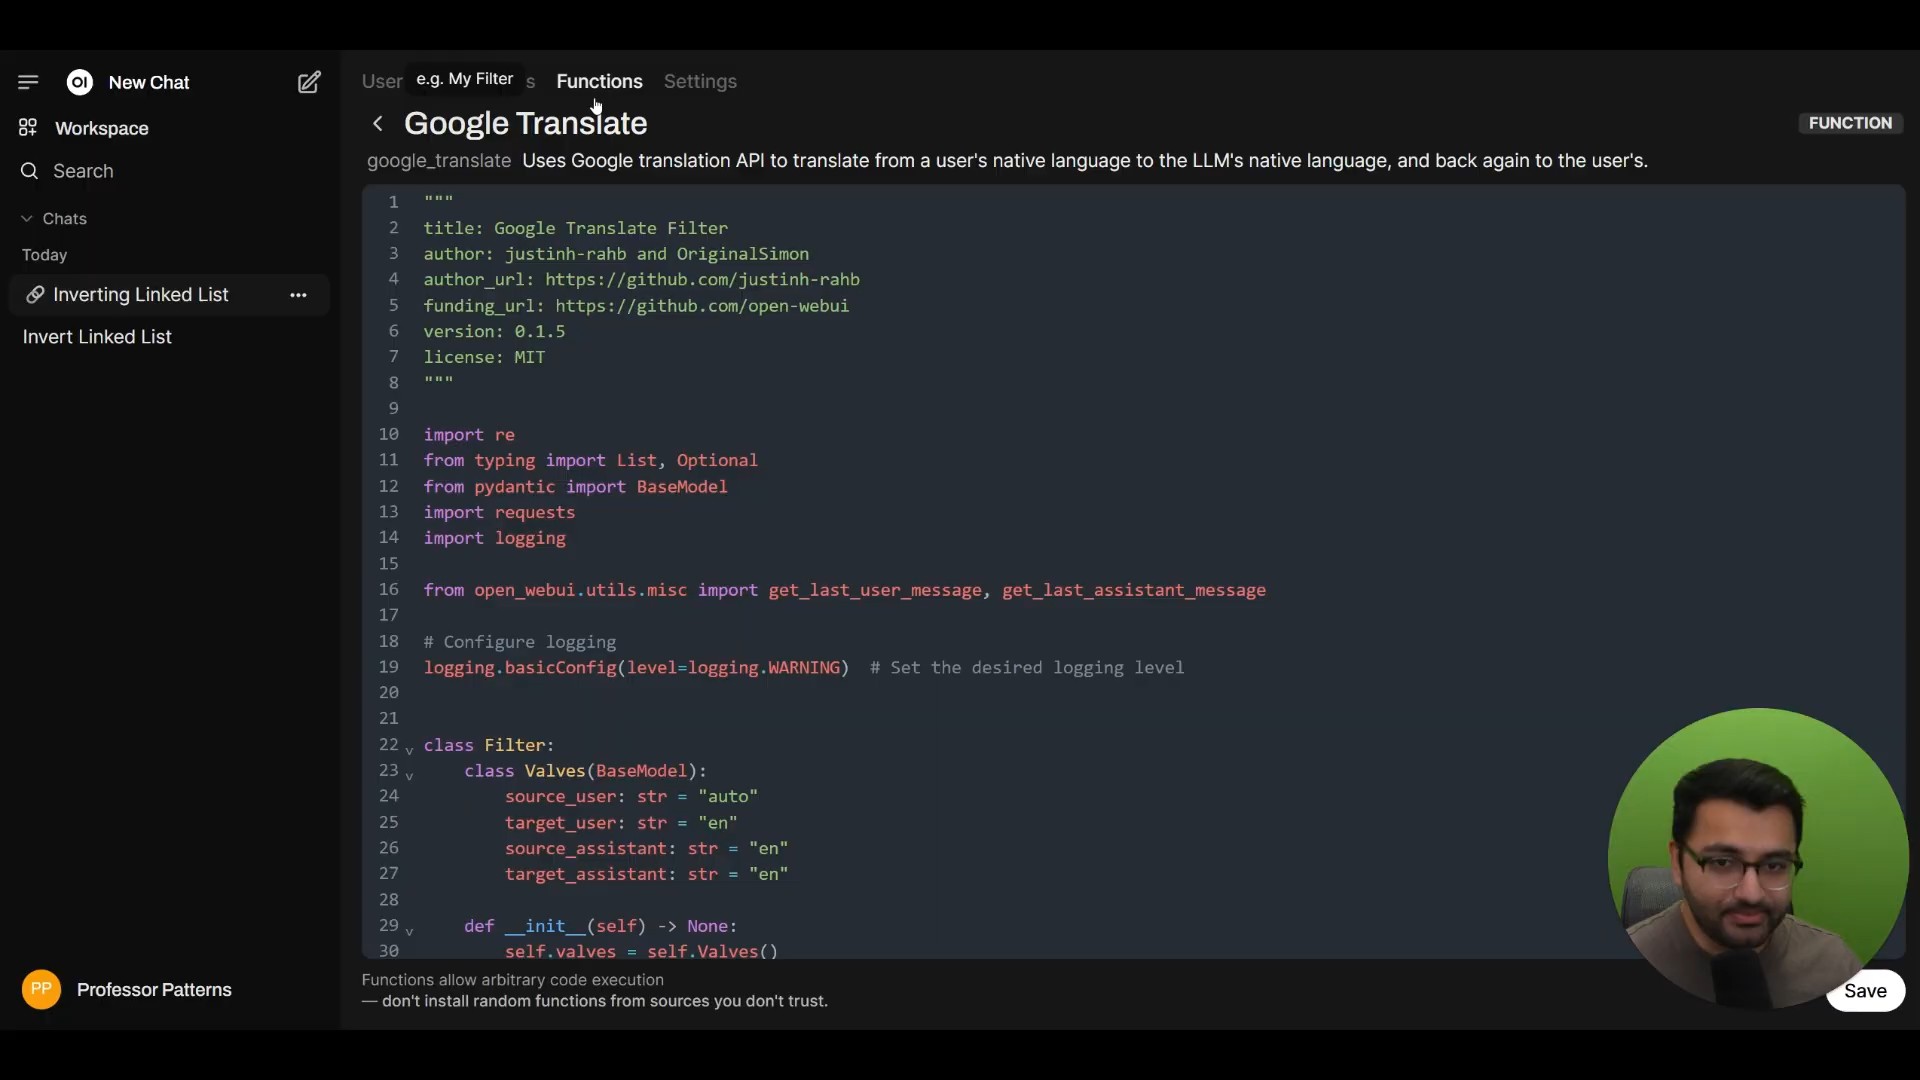 OI New Chat
Workspace
Search
Chats
Today
Inverting Linked List
Invert Linked List
PP Professor Patterns
User e.g. My Filter s Functions Settings
Google Translate FUNCTION
google_translate Uses Google translation API to translate from a user's native language to the LLM's native language, and back again to the user's.
1 """
2 title: Google Translate Filter
3 author: justinh-rahb and OriginalSimon
4 author_url: https://github.com/justinh-rahb
5 funding_url: https://github.com/open-webui
6 version: 0.1.5
7 license: MIT
8 """
9
10 import re
11 from typing import List, Optional
12 from pydantic import BaseModel
13 import requests
14 import logging
15
16 from open_webui.utils.misc import get_last_user_message, get_last_assistant_message
17
18 # Configure logging
19 logging.basicConfig(level=logging.WARNING)  # Set the desired logging level
20
21
22 class Filter:
23     class Valves(BaseModel):
24         source_user: str = "auto"
25         target_user: str = "en"
26         source_assistant: str = "en"
27         target_assistant: str = "en"
28
29     def __init__(self) -> None:
30         self.valves = self.Valves()
Functions allow arbitrary code execution
— don't install random functions from sources you don't trust.
Save